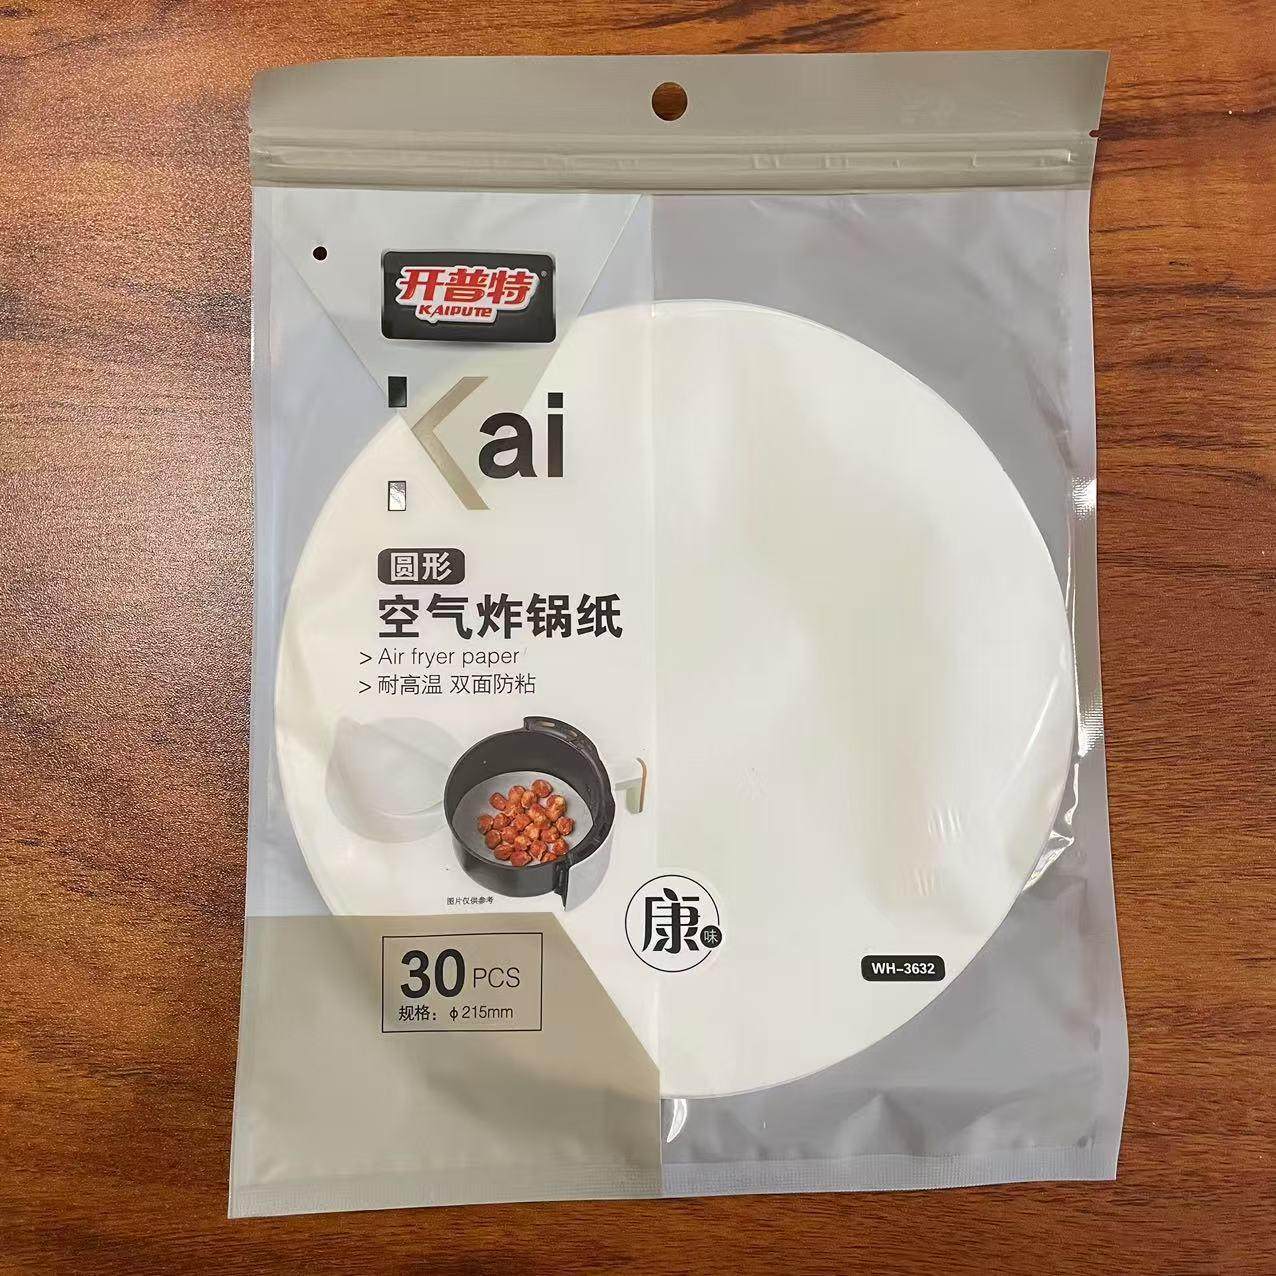 开普特
KAIPUTE
Kai
圆形
空气炸锅纸
> Air fryer paper
> 耐高温 双面防粘
图片仅供参考
康味
30 PCS
规格：ϕ215mm
WH-3632